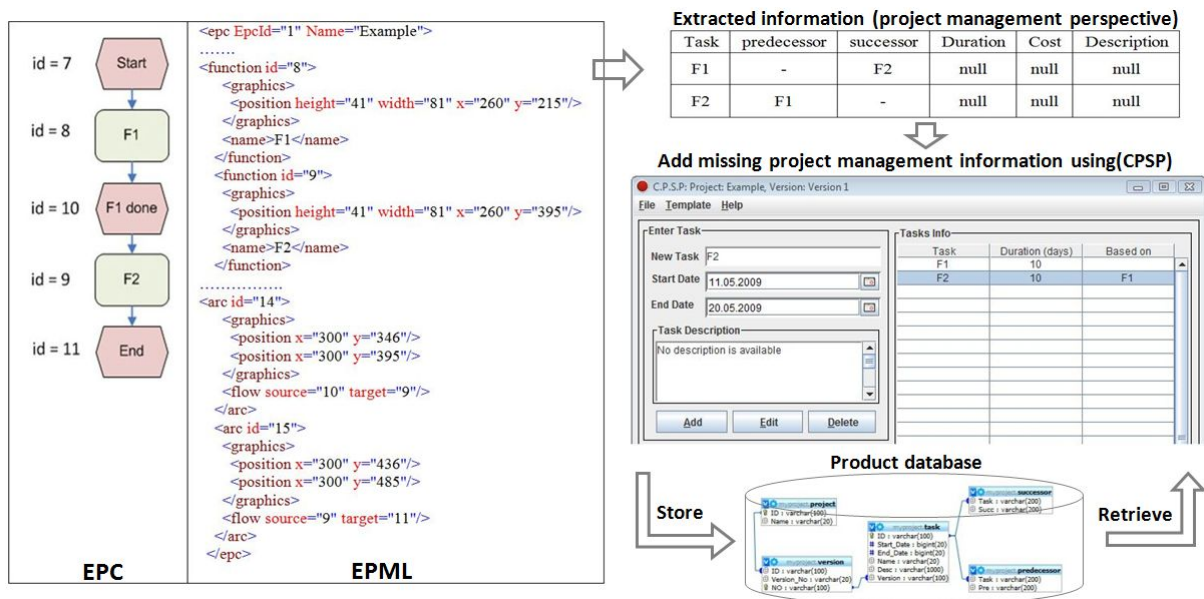 id = 7
Start
id = 8
F1
id = 10
F1 done
id = 9
F2
id = 11
End
EPC
<epc EpcId="1" Name="Example">
.......
<function id="8">
<graphics>
<position height="41" width="81" x="260" y="215"/>
</graphics>
<name>F1</name>
</function>
<function id="9">
<graphics>
<position height="41" width="81" x="260" y="395"/>
</graphics>
<name>F2</name>
</function>
................
<arc id="14">
<graphics>
<position x="300" y="346"/>
<position x="300" y="395"/>
</graphics>
<flow source="10" target="9"/>
</arc>
<arc id="15">
<graphics>
<position x="300" y="436"/>
<position x="300" y="485"/>
</graphics>
<flow source="9" target="11"/>
</arc>
</epc>
EPML
Extracted information (project management perspective)
Task predecessor successor Duration Cost Description
F1 - F2 null null null
F2 F1 - null null null
Add missing project management information using(CPSP)
C.P.S.P: Project: Example, Version: Version 1
File Template Help
Enter Task
New Task F2
Start Date 11.05.2009
End Date 20.05.2009
Task Description
No description is available
Add Edit Delete
Tasks Info
Task Duration (days) Based on
F1 10
F2 10 F1
Product database
Store
Retrieve
myproject.project
ID : varchar(100)
Name : varchar(20)
myproject.version
ID : varchar(100)
Version_No : varchar(20)
NO : varchar(100)
myproject.task
ID : varchar(100)
Start_Date : bigint(20)
End_Date : bigint(20)
Name : varchar(20)
Desc : varchar(1000)
Version : varchar(100)
myproject.successor
Task : varchar(200)
Succ : varchar(200)
myproject.predecessor
Task : varchar(200)
Pre : varchar(200)